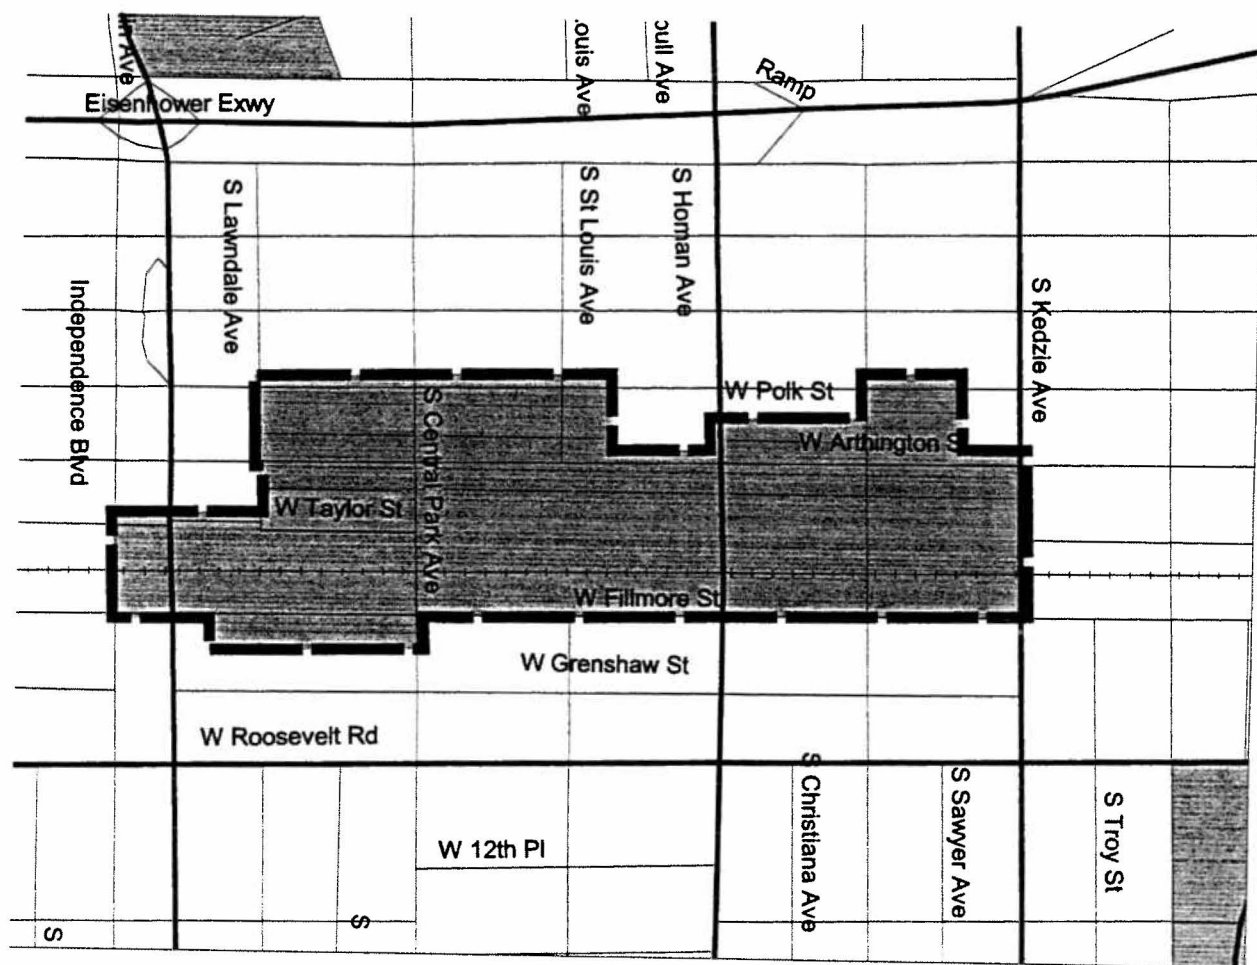 Ave
ouis Ave
Ave
Ramp
Eisenhower Exwy
S Lawndale Ave
S St Louis Ave
S Homan Ave
Independence Blvd
S Kedzie Ave
W Polk St
S Central Park Ave
W Arthington S
W Taylor St
W Fillmore St
W Grenshaw St
W Roosevelt Rd
S Christiana Ave
S Sawyer Ave
S Troy St
W 12th Pl
S
S